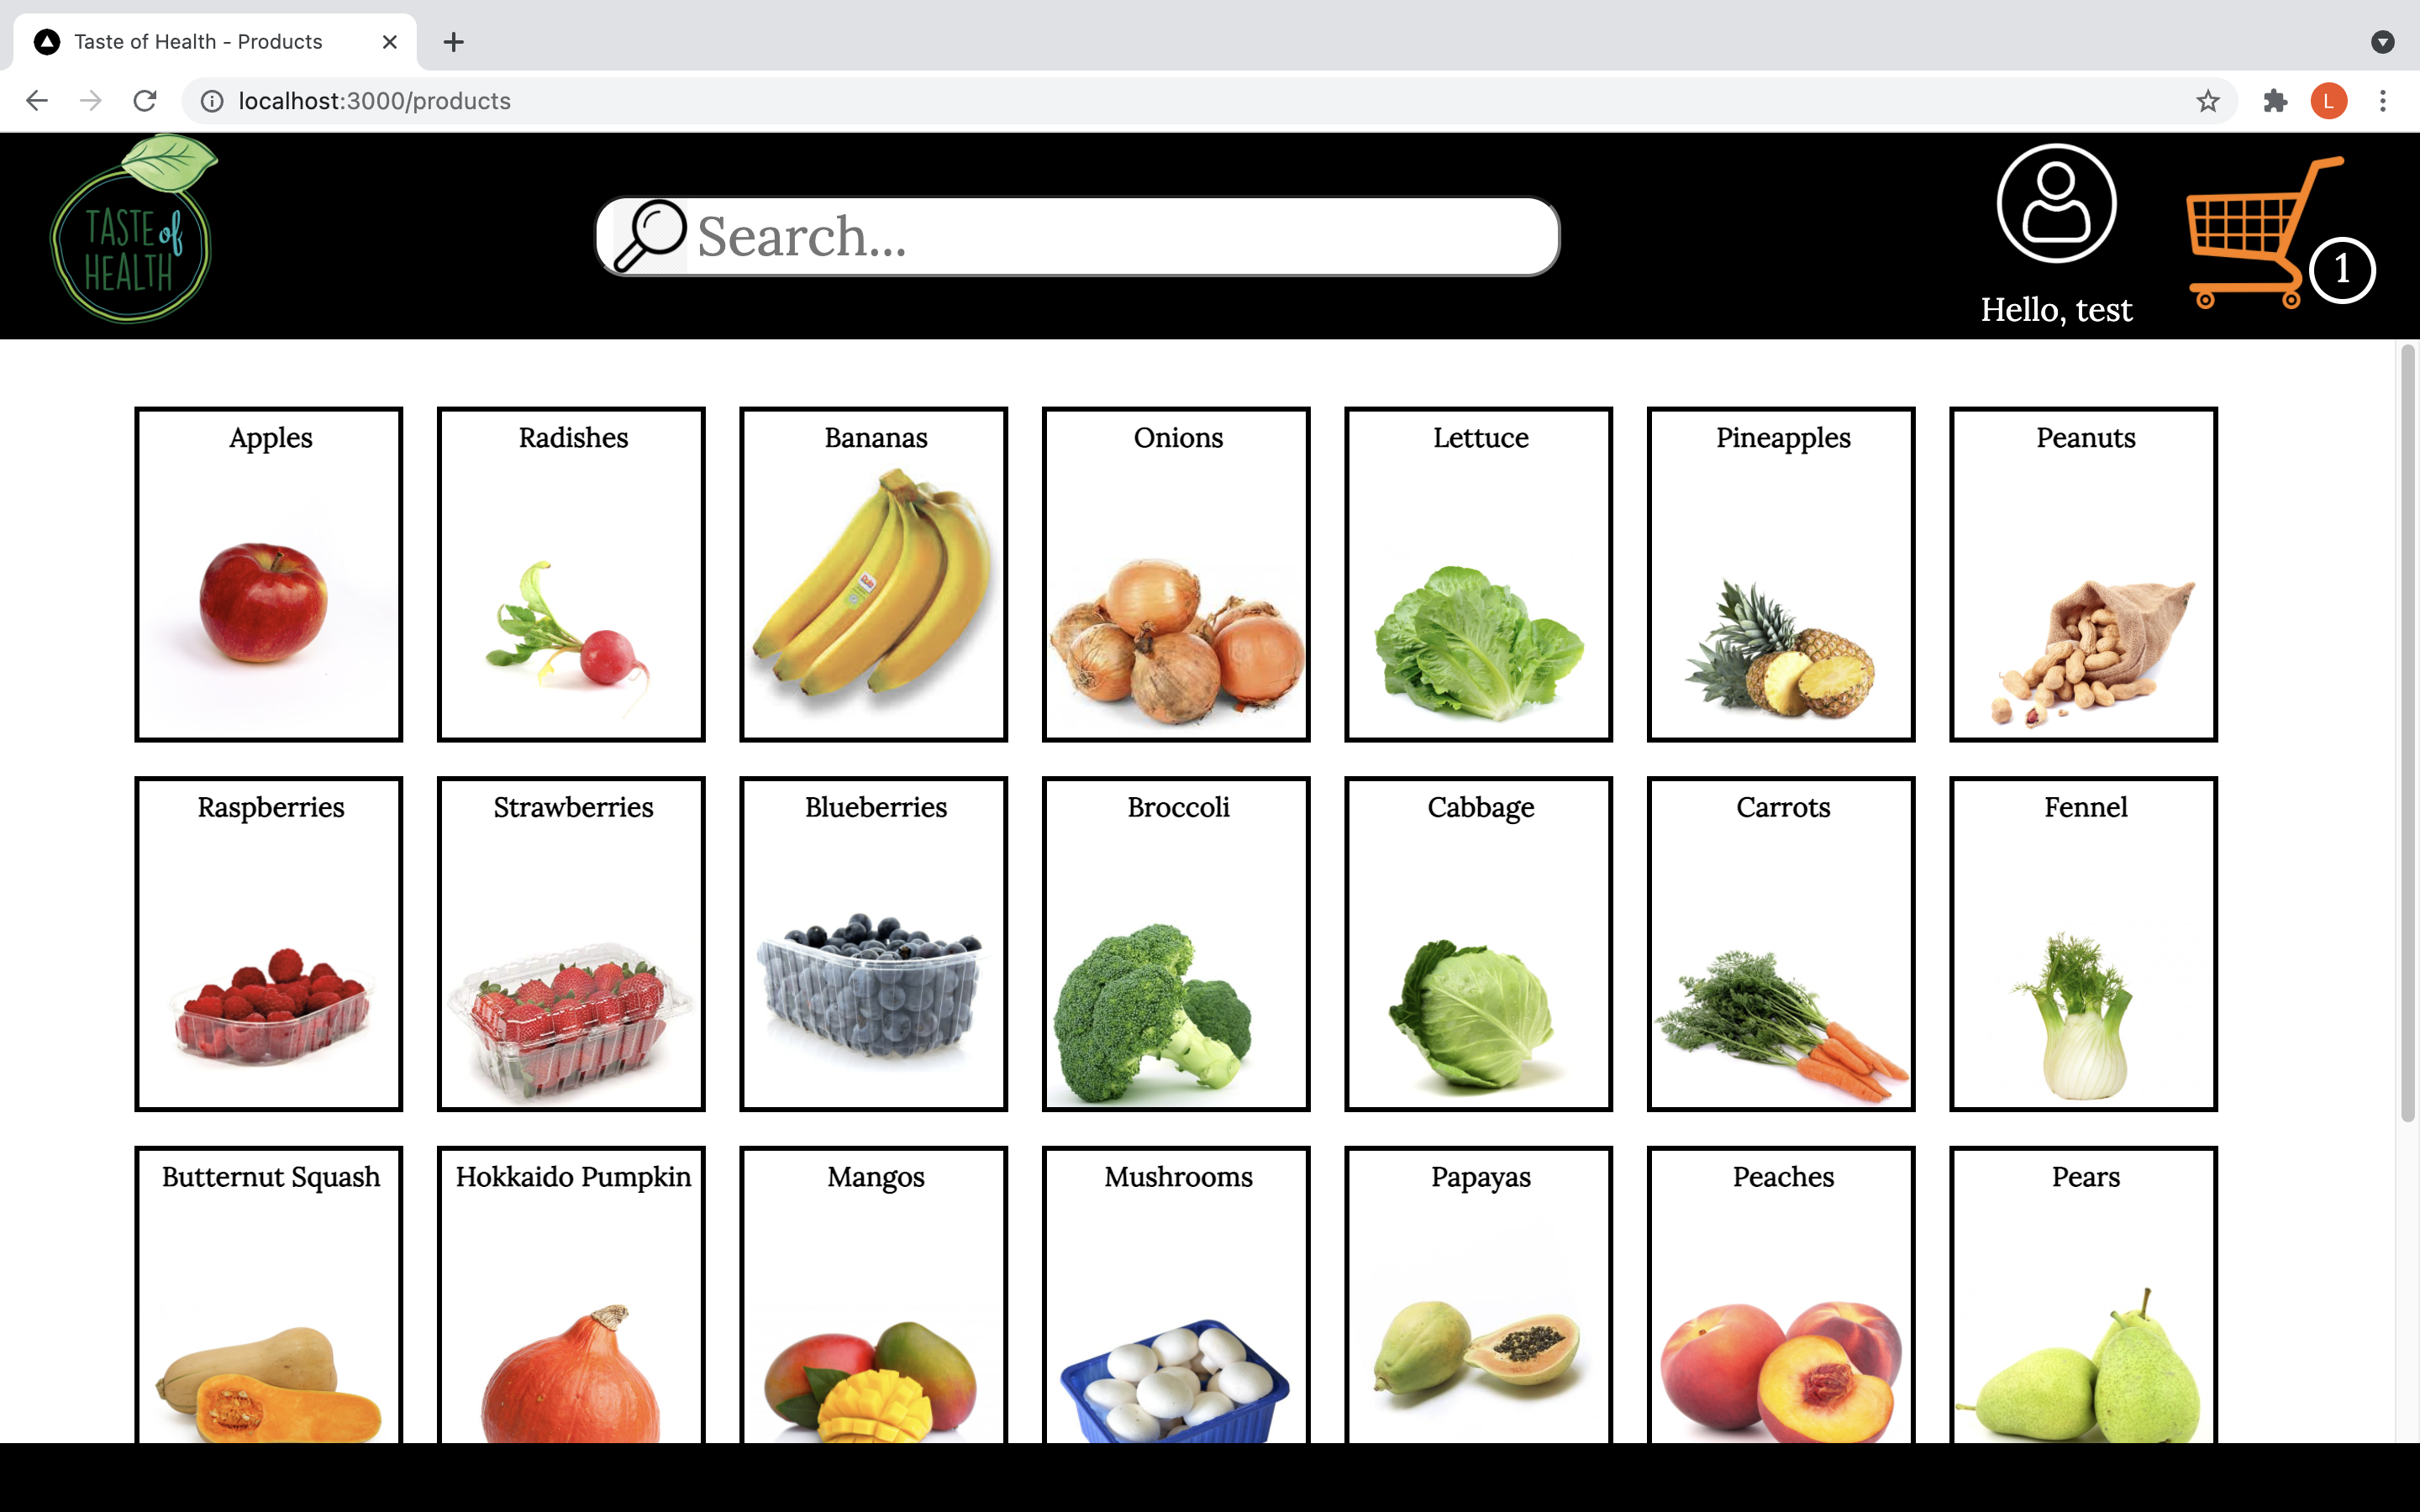 Taste of Health - Products
localhost:3000/products
TASTE of
HEALTH
Search...
1
Hello, test
Apples
Radishes
Bananas
Onions
Lettuce
Pineapples
Peanuts
Raspberries
Strawberries
Blueberries
Broccoli
Cabbage
Carrots
Fennel
Butternut Squash
Hokkaido Pumpkin
Mangos
Mushrooms
Papayas
Peaches
Pears
L